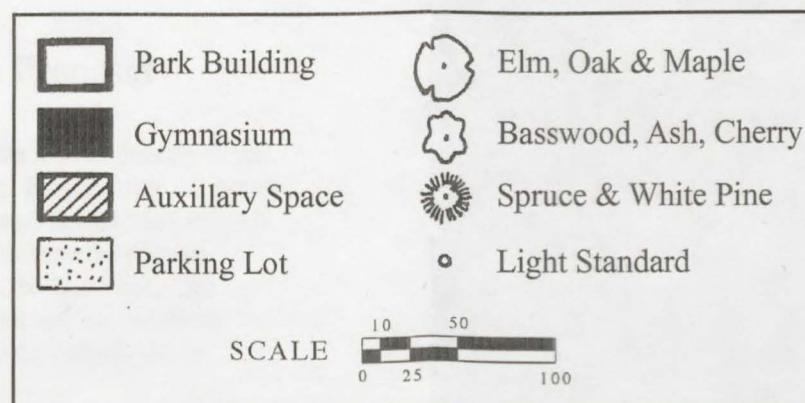 Park Building
Gymnasium
Auxillary Space
Parking Lot
Elm, Oak & Maple
Basswood, Ash, Cherry
Spruce & White Pine
Light Standard
SCALE
10 50
0 25 100